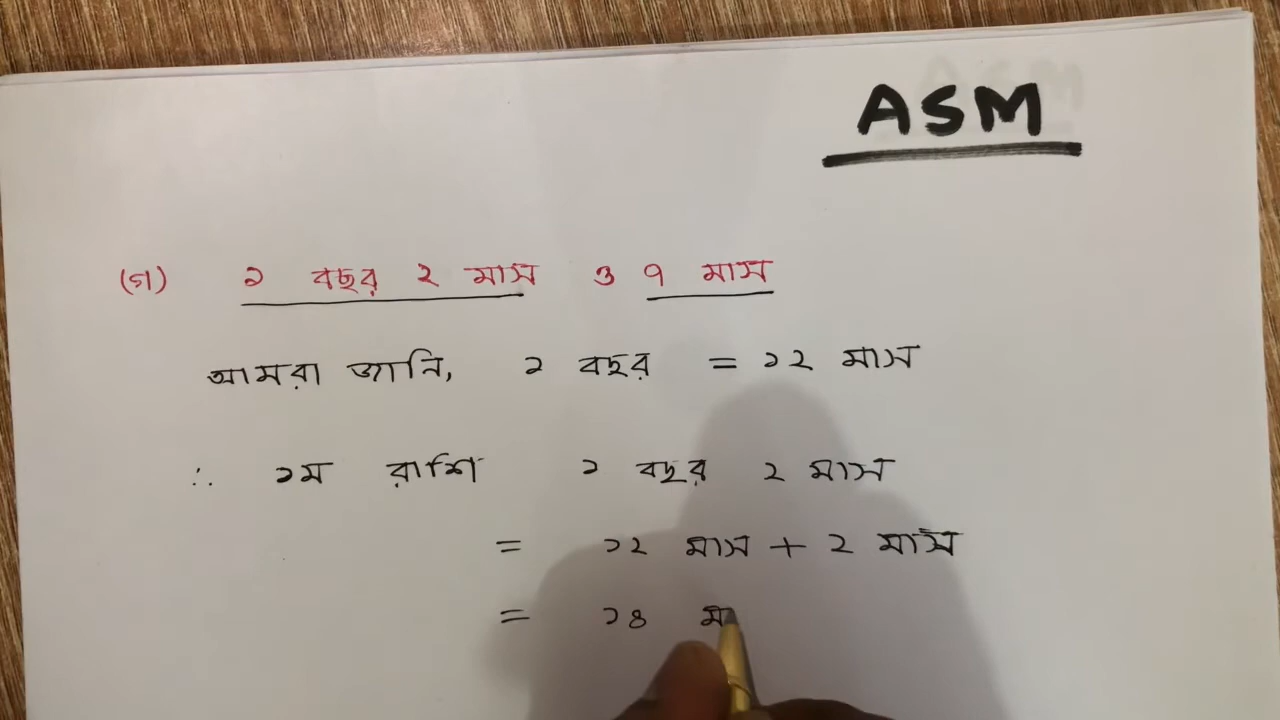 ASM
(গ) ১ বছর ২ মাস ও ৭ মাস
আমরা জানি, ১ বছর = ১২ মাস
∴ ১ম রাশি ১ বছর ২ মাস
= ১২ মাস + ২ মাস
= ১৪ ম